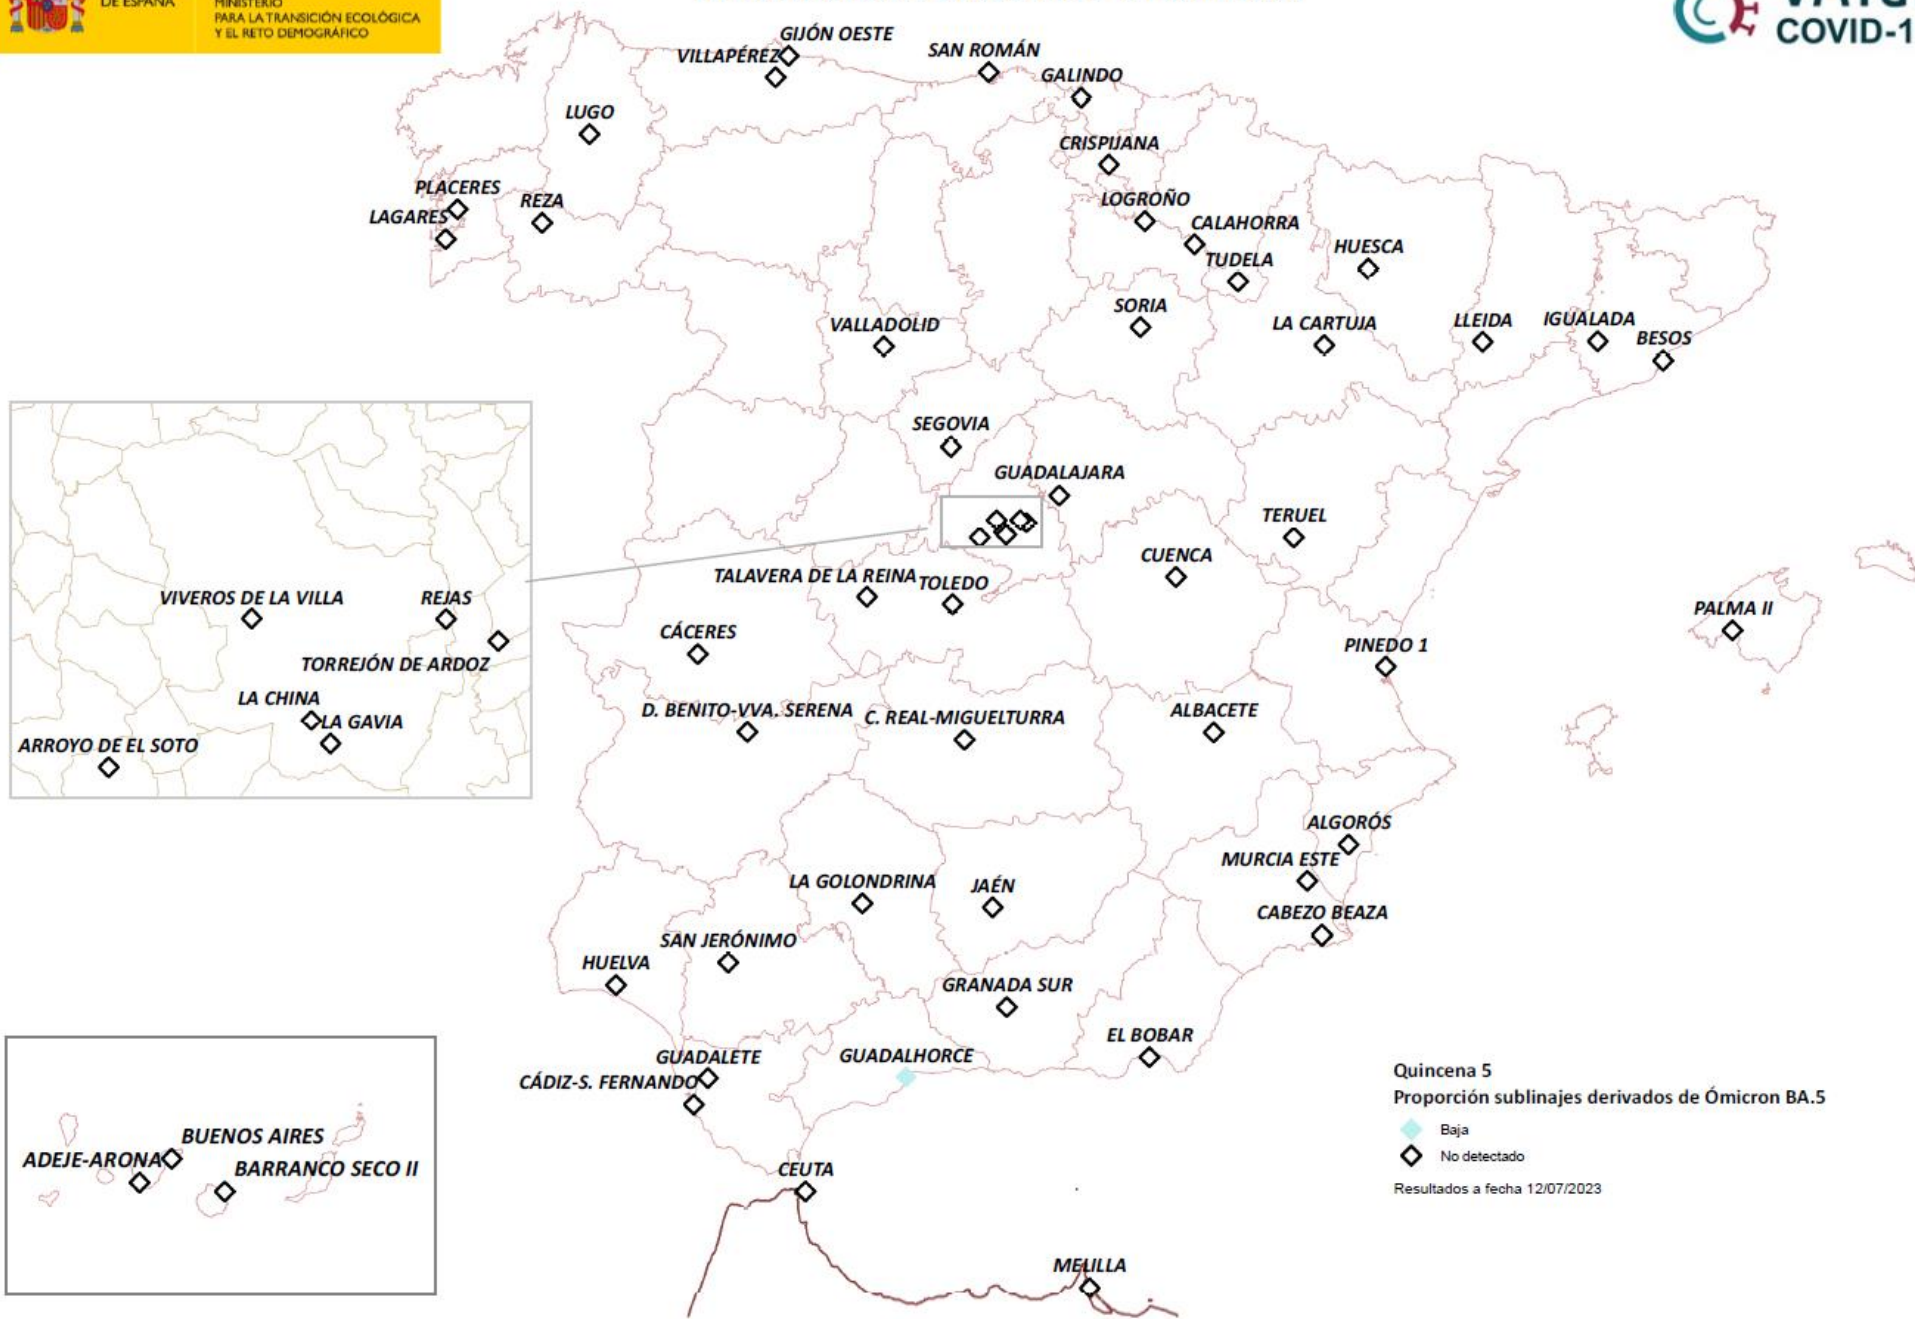 DE ESPAÑA
MINISTERIO
PARA LA TRANSICIÓN ECOLÓGICA
Y EL RETO DEMOGRÁFICO
COVID-1
GIJÓN OESTE
VILLAPÉREZ
SAN ROMÁN
GALINDO
LUGO
CRISPIJANA
PLACERES
REZA
LAGARES
LOGROÑO
CALAHORRA
TUDELA
HUESCA
SORIA
VALLADOLID
LA CARTUJA
LLEIDA
IGUALADA
BESOS
SEGOVIA
GUADALAJARA
TERUEL
CUENCA
TALAVERA DE LA REINA
TOLEDO
VIVEROS DE LA VILLA
REJAS
TORREJÓN DE ARDOZ
LA CHINA
LA GAVIA
ARROYO DE EL SOTO
CÁCERES
PALMA II
PINEDO 1
D. BENITO-VVA. SERENA
C. REAL-MIGUELTURRA
ALBACETE
ALGORÓS
MURCIA ESTE
LA GOLONDRINA
JAÉN
CABEZO BEAZA
SAN JERÓNIMO
HUELVA
GRANADA SUR
EL BOBAR
GUADALETE
GUADALHORCE
CÁDIZ-S. FERNANDO
BUENOS AIRES
ADEJE-ARONA
BARRANCO SECO II
CEUTA
MELILLA
Quincena 5
Proporción sublinajes derivados de Ómicron BA.5
Baja
No detectado
Resultados a fecha 12/07/2023